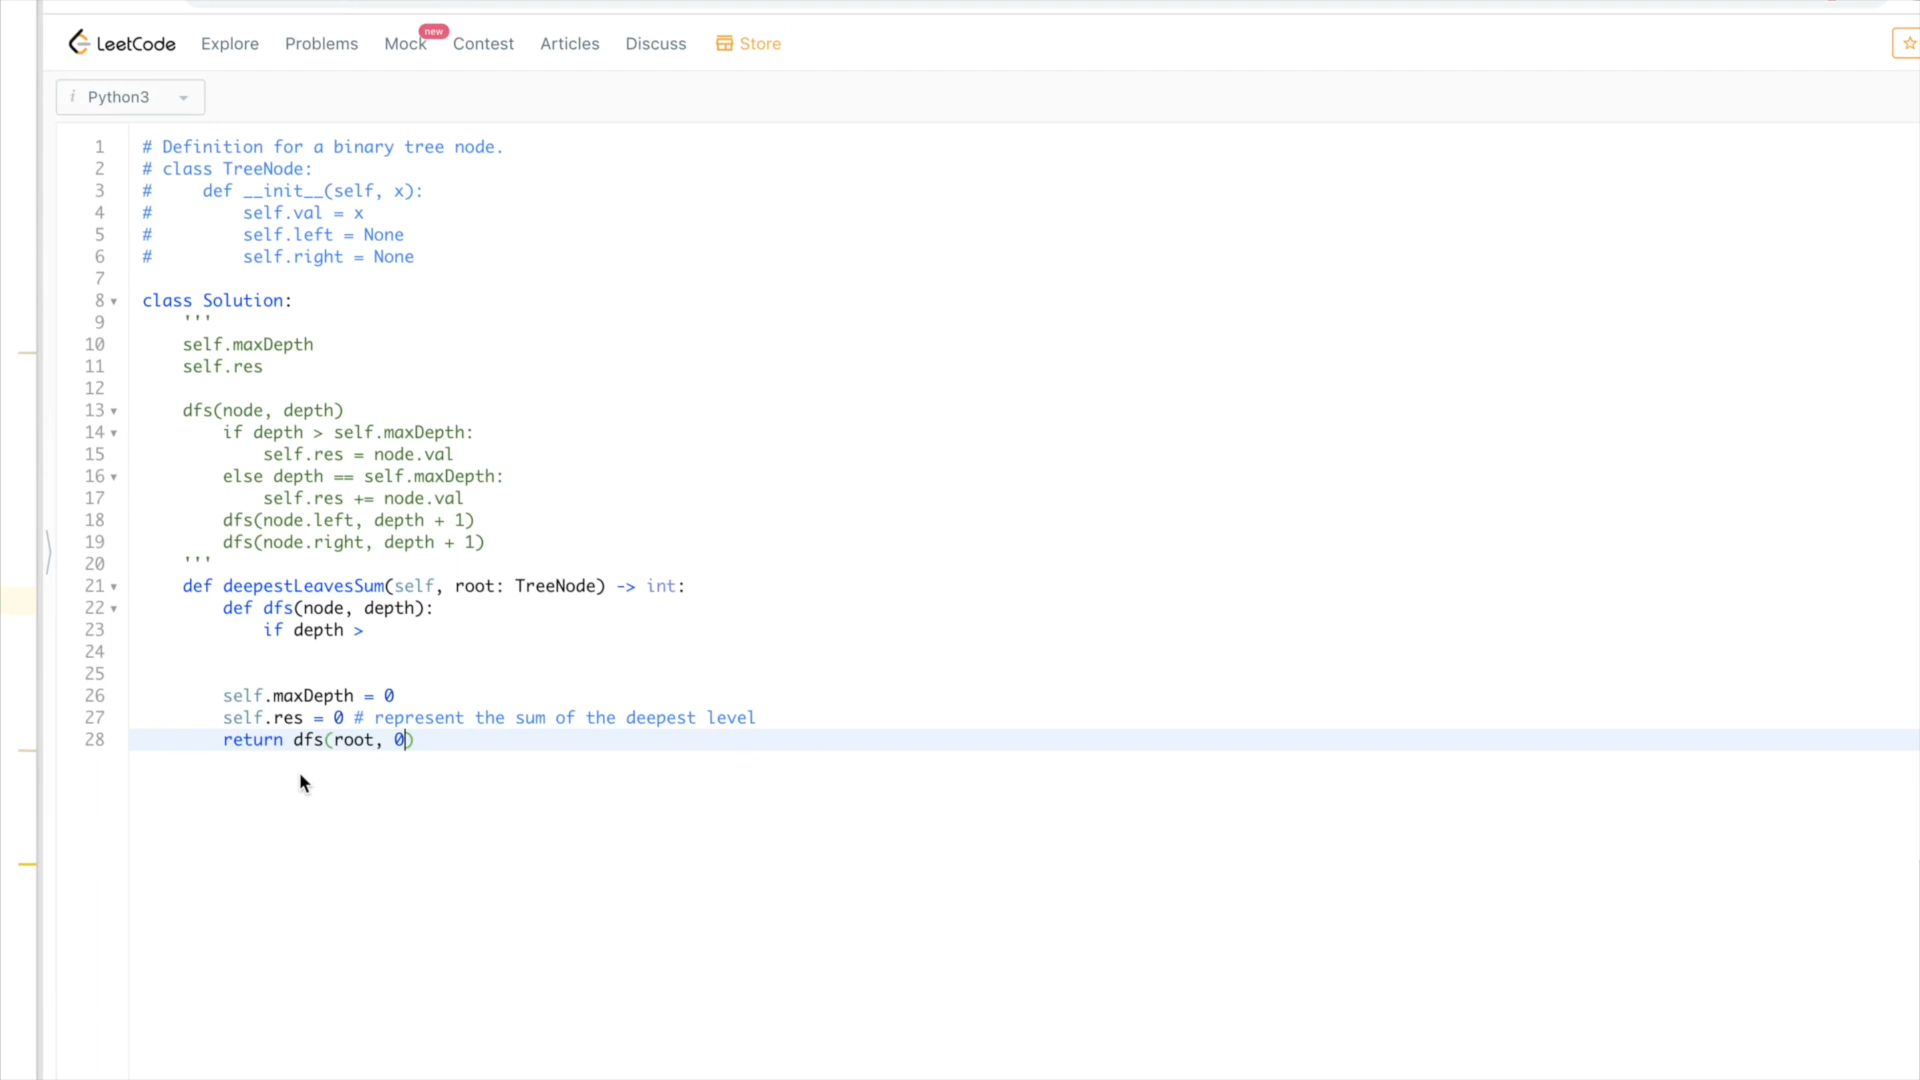 LeetCode Explore Problems Mock new Contest Articles Discuss Store
i Python3
1 # Definition for a binary tree node.
2 # class TreeNode:
3 #     def __init__(self, x):
4 #         self.val = x
5 #         self.left = None
6 #         self.right = None
7
8 class Solution:
9     '''
10     self.maxDepth
11     self.res
12
13     dfs(node, depth)
14         if depth > self.maxDepth:
15             self.res = node.val
16         else depth == self.maxDepth:
17             self.res += node.val
18         dfs(node.left, depth + 1)
19         dfs(node.right, depth + 1)
20     '''
21     def deepestLeavesSum(self, root: TreeNode) -> int:
22         def dfs(node, depth):
23             if depth >
24
25
26         self.maxDepth = 0
27         self.res = 0 # represent the sum of the deepest level
28         return dfs(root, 0)